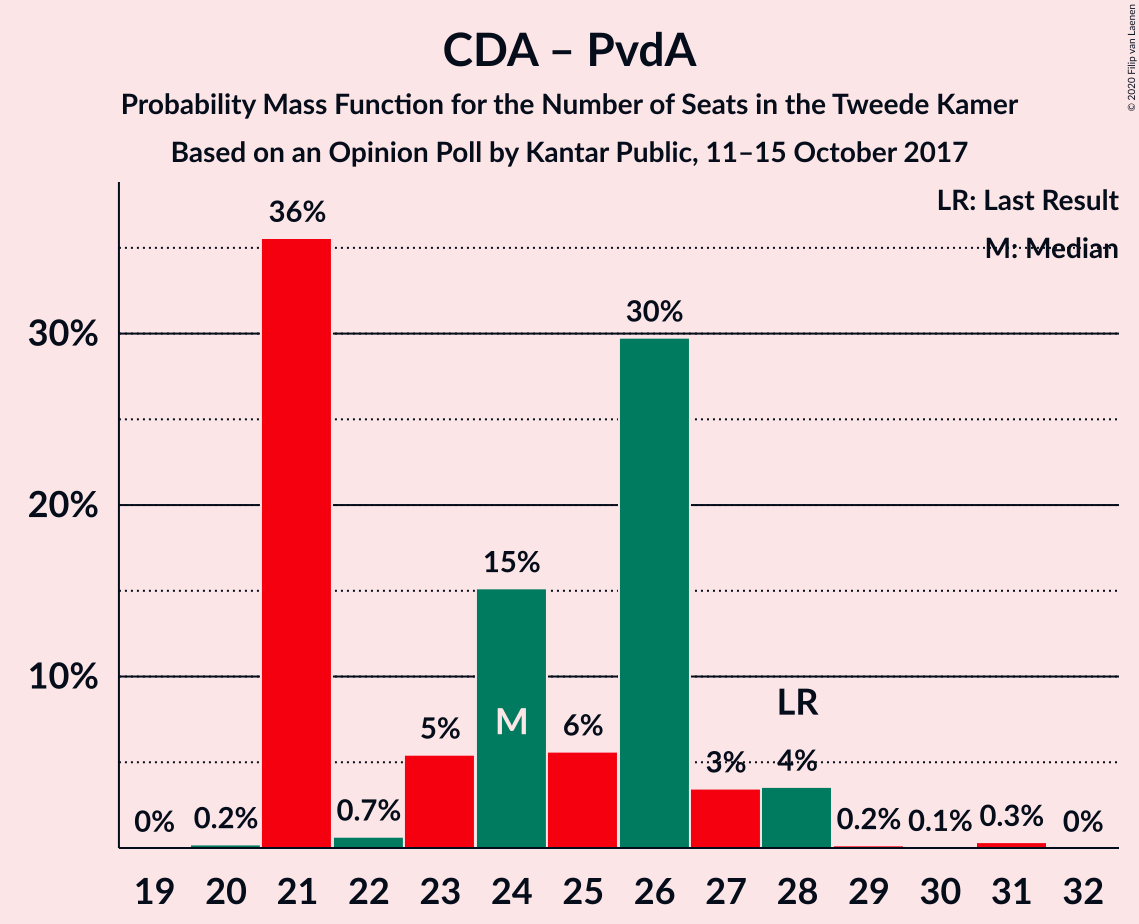 CDA – PvdA
Probability Mass Function for the Number of Seats in the Tweede Kamer
Based on an Opinion Poll by Kantar Public, 11–15 October 2017
© 2020 Filip van Laenen
LR: Last Result
M: Median
36%
30%
30%
20%
15%
10%
LR
M
5%
6%
3%
4%
0%
0.2%
0.7%
0.2%
0.1%
0.3%
0%
19 20 21 22 23 24 25 26 27 28 29 30 31 32